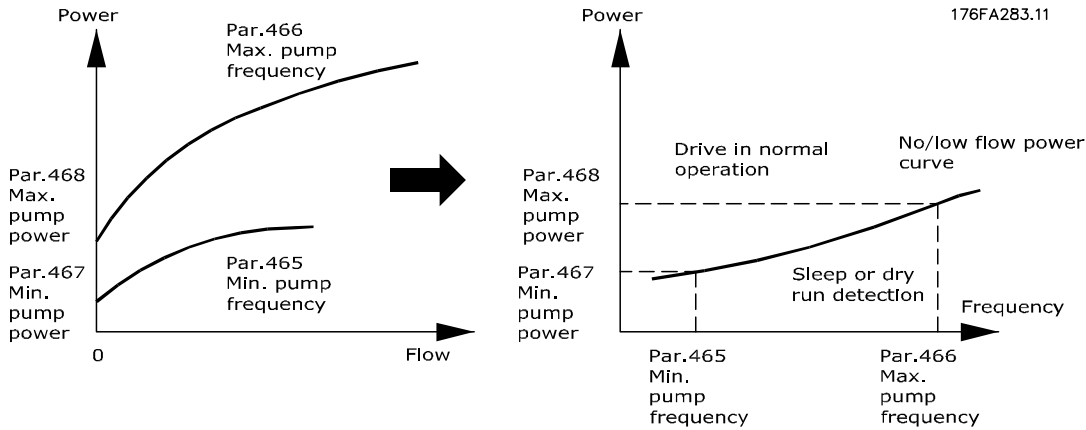 Power
Par.466
Max. pump
frequency
Par.468
Max.
pump
power
Par.467
Min.
pump
power
Par.465
Min. pump
frequency
0
Flow
Power
176FA283.11
Drive in normal
operation
No/low flow power
curve
Par.468
Max.
pump
power
Par.467
Min.
pump
power
Sleep or dry
run detection
Frequency
Par.465
Min.
pump
frequency
Par.466
Max.
pump
frequency